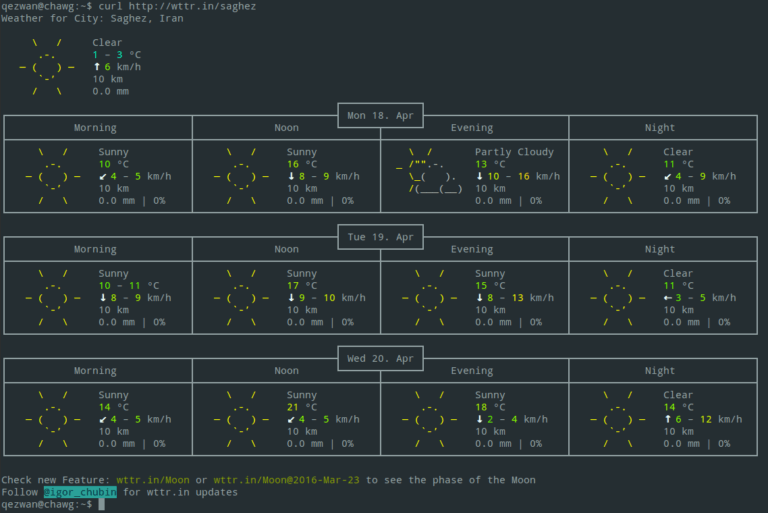 qezwan@chawg:~$ curl http://wttr.in/saghez
Weather for City: Saghez, Iran
Clear
1 – 3 °C
↑ 6 km/h
10 km
0.0 mm
Mon 18. Apr
Morning Noon Evening Night
Sunny Sunny Partly Cloudy Clear
10 °C 16 °C 13 °C 11 °C
↙ 4 – 5 km/h ↓ 8 – 9 km/h ↓ 10 – 16 km/h ↙ 4 – 9 km/h
10 km 10 km 10 km 10 km
0.0 mm | 0% 0.0 mm | 0% 0.0 mm | 0% 0.0 mm | 0%
Tue 19. Apr
Morning Noon Evening Night
Sunny Sunny Sunny Clear
10 – 11 °C 17 °C 15 °C 11 °C
↓ 8 – 9 km/h ↓ 9 – 10 km/h ↓ 8 – 13 km/h ← 3 – 5 km/h
10 km 10 km 10 km 10 km
0.0 mm | 0% 0.0 mm | 0% 0.0 mm | 0% 0.0 mm | 0%
Wed 20. Apr
Morning Noon Evening Night
Sunny Sunny Sunny Clear
14 °C 21 °C 18 °C 14 °C
↙ 4 – 5 km/h ↙ 4 – 5 km/h ↓ 2 – 4 km/h ↑ 6 – 12 km/h
10 km 10 km 10 km 10 km
0.0 mm | 0% 0.0 mm | 0% 0.0 mm | 0% 0.0 mm | 0%
Check new Feature: wttr.in/Moon or wttr.in/Moon@2016-Mar-23 to see the phase of the Moon
Follow @igor_chubin for wttr.in updates
qezwan@chawg:~$